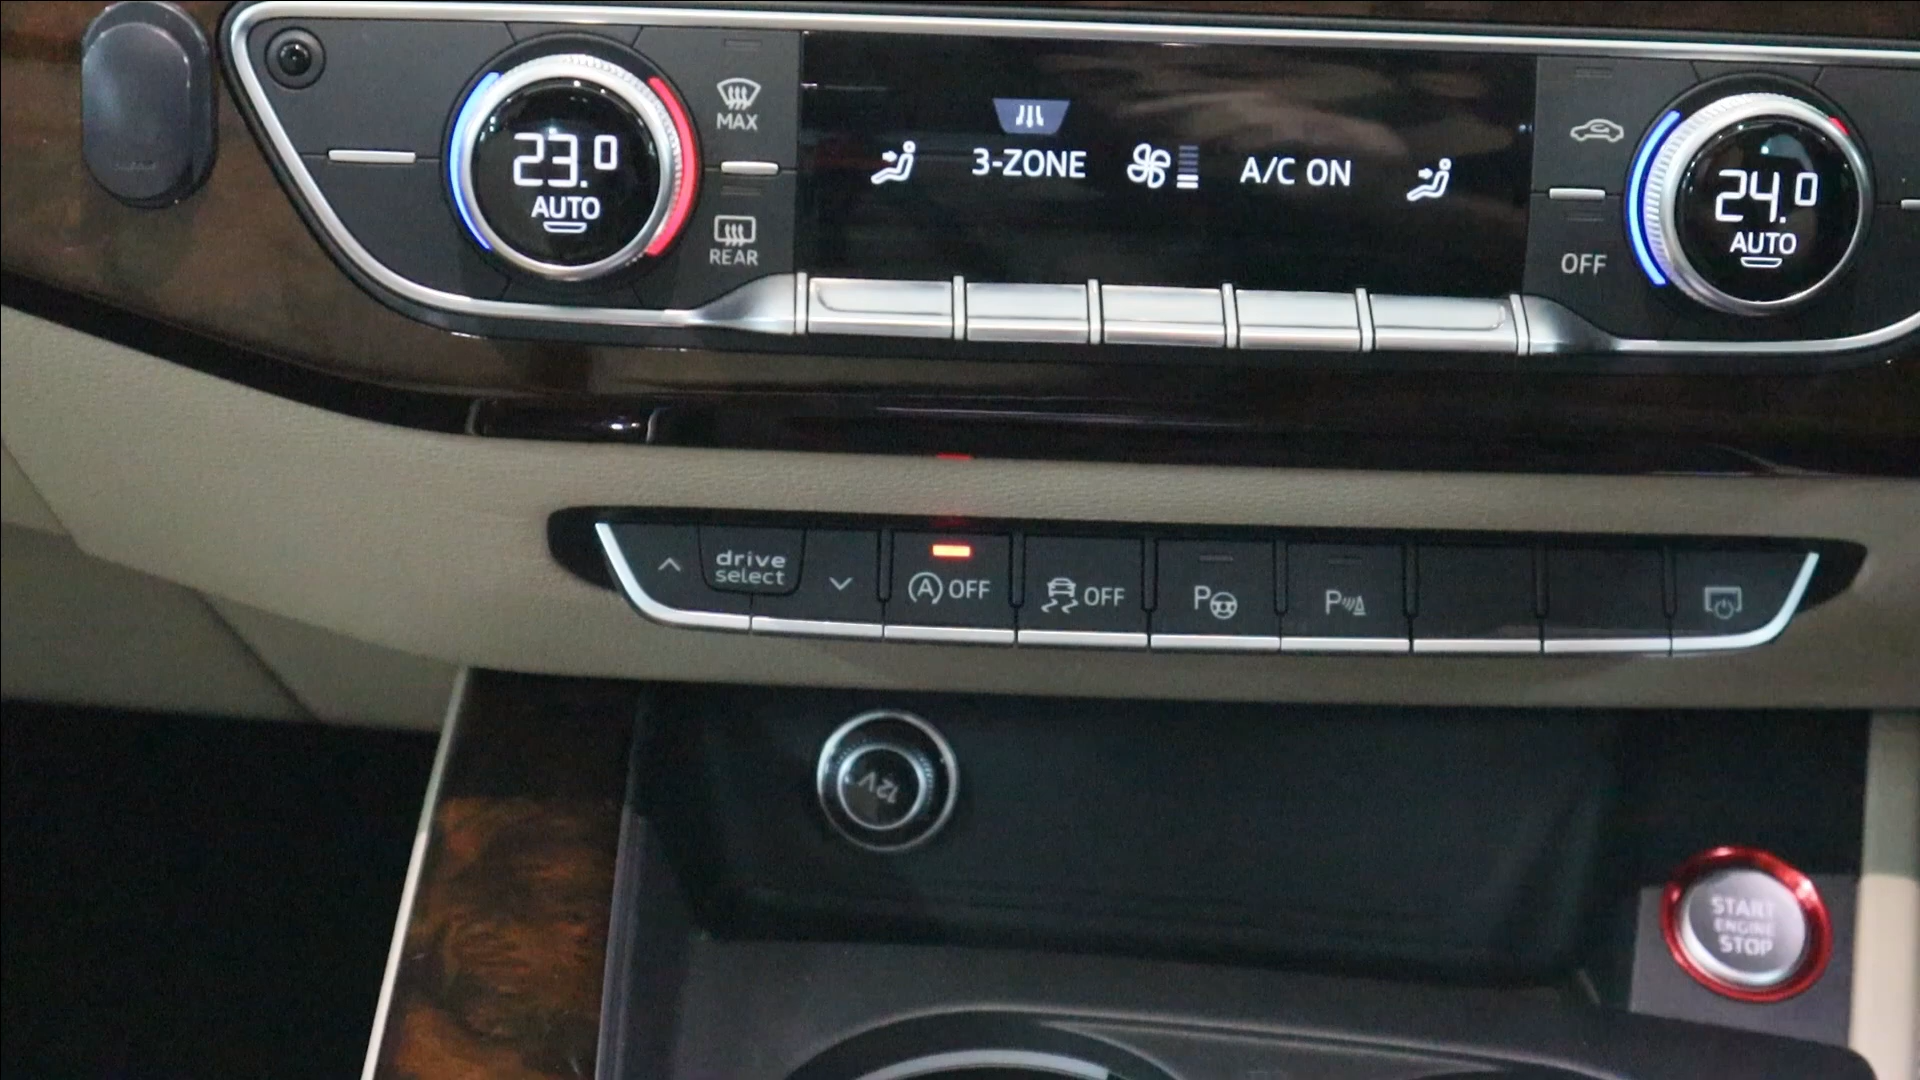 23.0
AUTO
MAX
REAR
3-ZONE
A/C ON
OFF
24.0
AUTO
drive
select
A OFF
OFF
P
P
12V
START
ENGINE
STOP